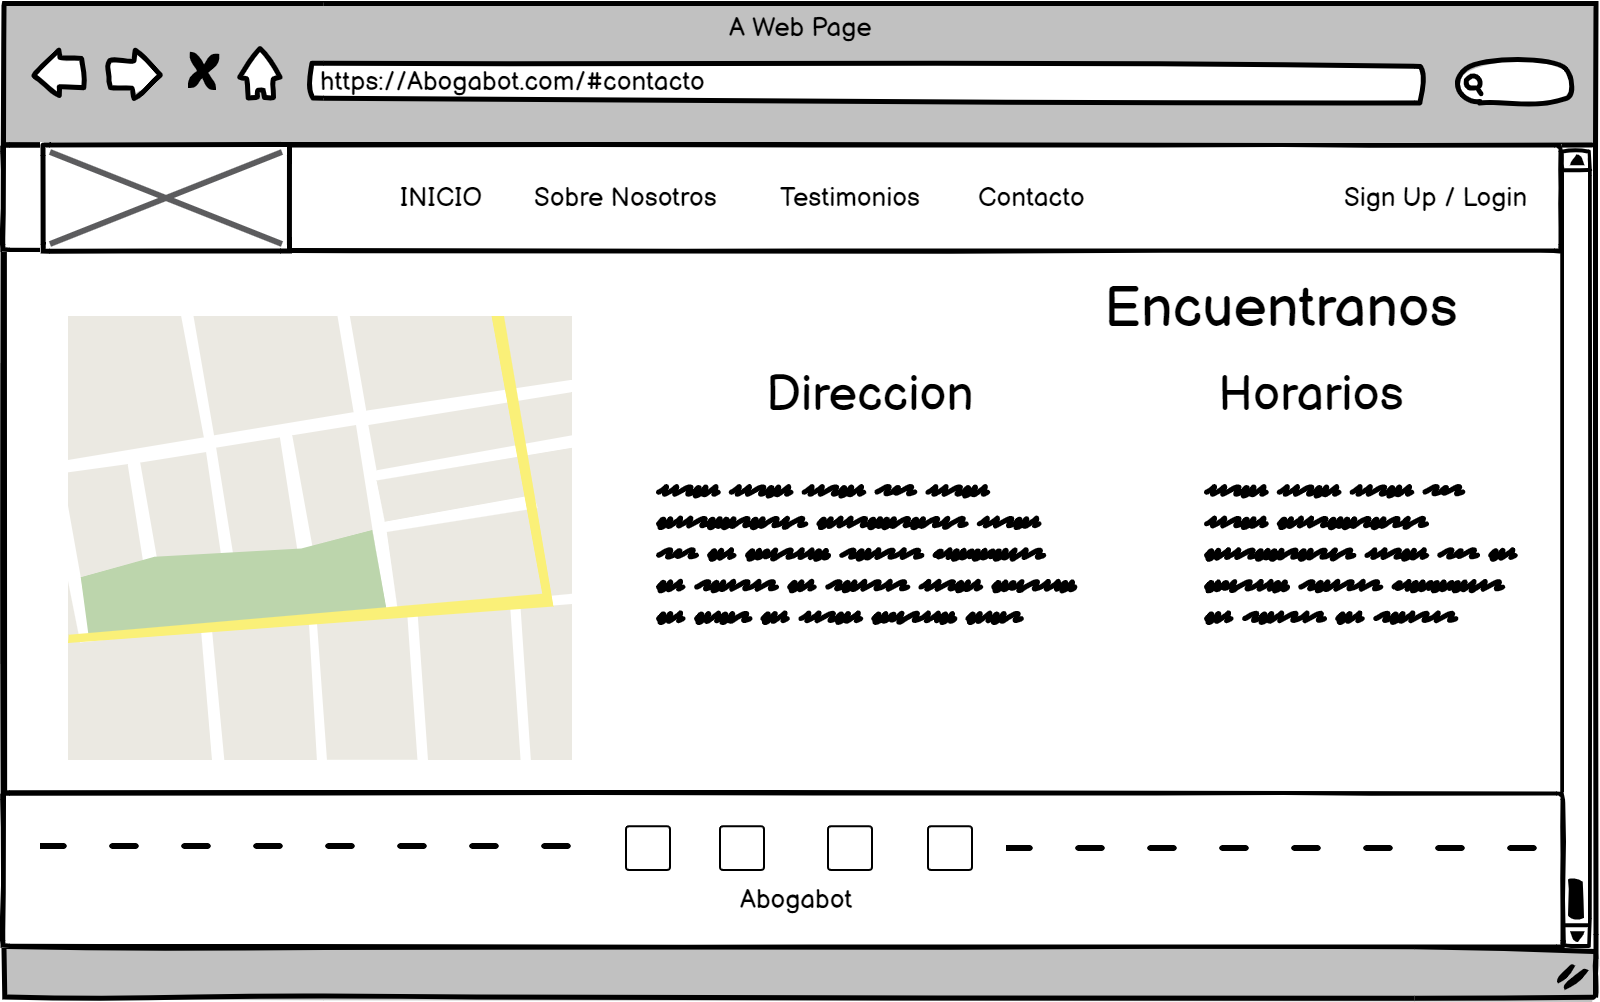 A Web Page
https://Abogabot.com/#contacto
INICIO Sobre Nosotros Testimonios Contacto Sign Up / Login
Encuentranos
Direccion Horarios
Abogabot